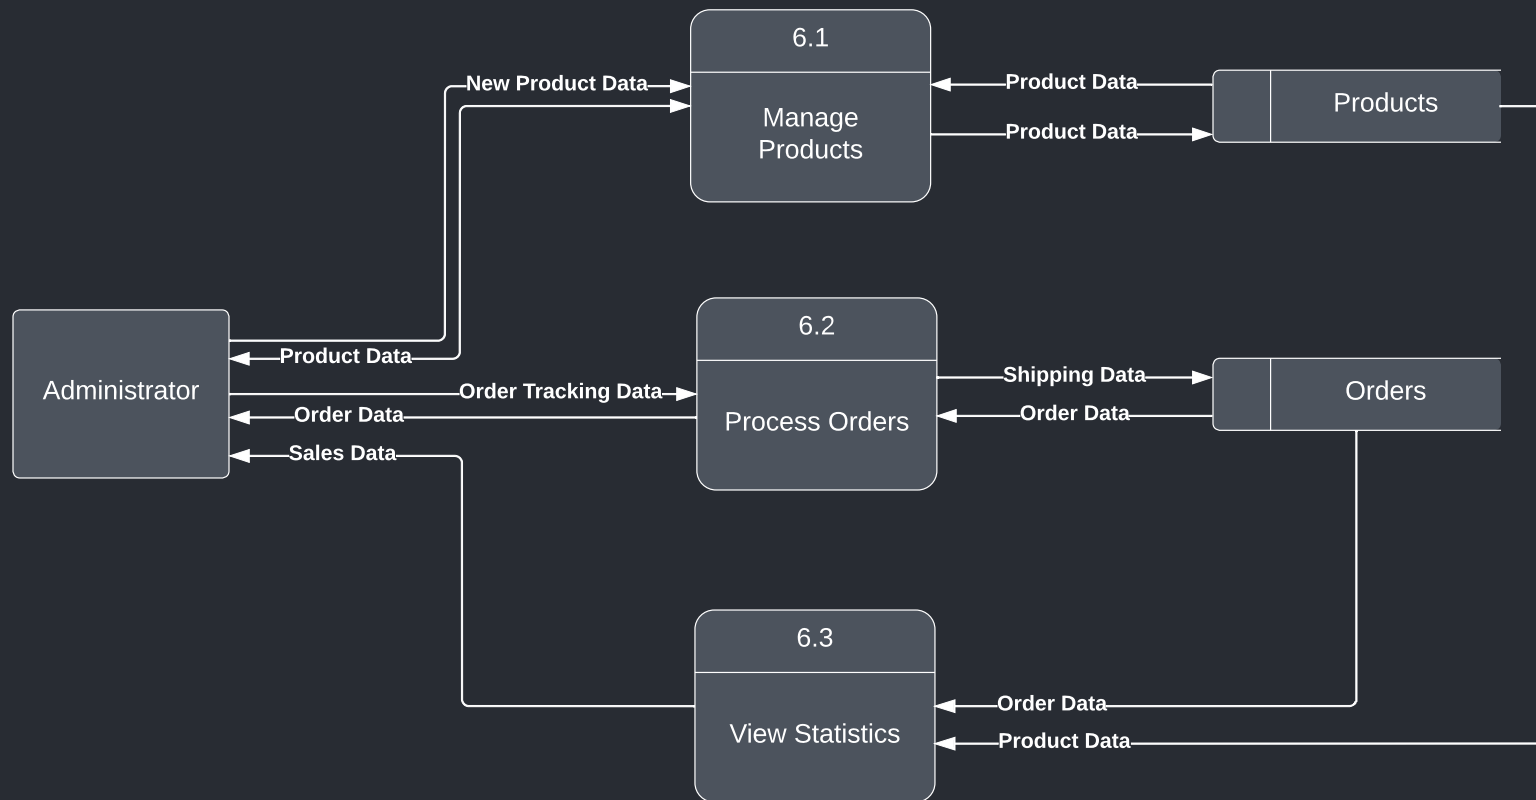 6.1
New Product Data
Product Data
Products
Manage
Products
Product Data
6.2
Product Data
Administrator
Order Tracking Data
Shipping Data
Orders
Order Data
Process Orders
Order Data
Sales Data
6.3
Order Data
View Statistics
Product Data